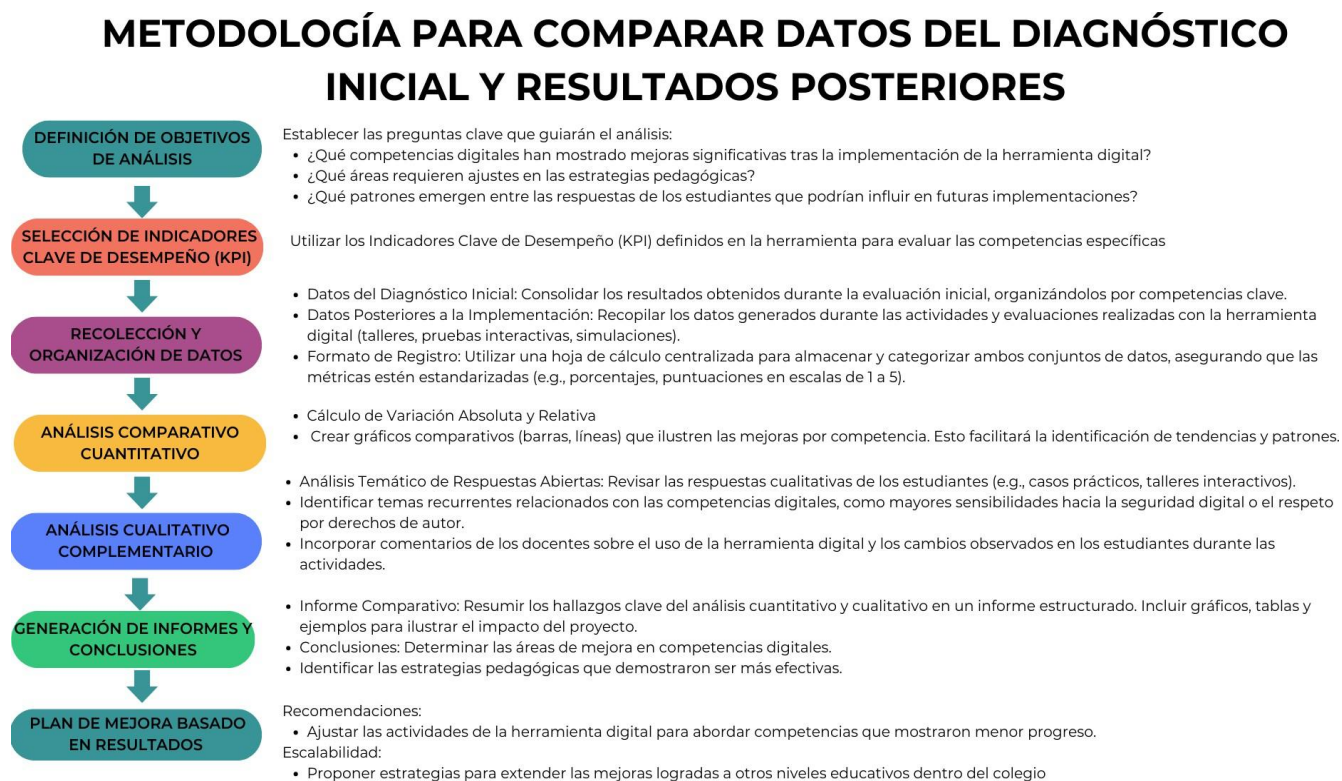 METODOLOGÍA PARA COMPARAR DATOS DEL DIAGNÓSTICO
INICIAL Y RESULTADOS POSTERIORES
DEFINICIÓN DE OBJETIVOS
DE ANÁLISIS
Establecer las preguntas clave que guiarán el análisis:
• ¿Qué competencias digitales han mostrado mejoras significativas tras la implementación de la herramienta digital?
• ¿Qué áreas requieren ajustes en las estrategias pedagógicas?
• ¿Qué patrones emergen entre las respuestas de los estudiantes que podrían influir en futuras implementaciones?
SELECCIÓN DE INDICADORES
CLAVE DE DESEMPEÑO (KPI)
Utilizar los Indicadores Clave de Desempeño (KPI) definidos en la herramienta para evaluar las competencias específicas
RECOLECCIÓN Y
ORGANIZACIÓN DE DATOS
• Datos del Diagnóstico Inicial: Consolidar los resultados obtenidos durante la evaluación inicial, organizándolos por competencias clave.
• Datos Posteriores a la Implementación: Recopilar los datos generados durante las actividades y evaluaciones realizadas con la herramienta
digital (talleres, pruebas interactivas, simulaciones).
• Formato de Registro: Utilizar una hoja de cálculo centralizada para almacenar y categorizar ambos conjuntos de datos, asegurando que las
métricas estén estandarizadas (e.g., porcentajes, puntuaciones en escalas de 1 a 5).
ANÁLISIS COMPARATIVO
CUANTITATIVO
• Cálculo de Variación Absoluta y Relativa
• Crear gráficos comparativos (barras, líneas) que ilustren las mejoras por competencia. Esto facilitará la identificación de tendencias y patrones.
ANÁLISIS CUALITATIVO
COMPLEMENTARIO
• Análisis Temático de Respuestas Abiertas: Revisar las respuestas cualitativas de los estudiantes (e.g., casos prácticos, talleres interactivos).
• Identificar temas recurrentes relacionados con las competencias digitales, como mayores sensibilidades hacia la seguridad digital o el respeto
por derechos de autor.
• Incorporar comentarios de los docentes sobre el uso de la herramienta digital y los cambios observados en los estudiantes durante las
actividades.
GENERACIÓN DE INFORMES Y
CONCLUSIONES
• Informe Comparativo: Resumir los hallazgos clave del análisis cuantitativo y cualitativo en un informe estructurado. Incluir gráficos, tablas y
ejemplos para ilustrar el impacto del proyecto.
• Conclusiones: Determinar las áreas de mejora en competencias digitales.
• Identificar las estrategias pedagógicas que demostraron ser más efectivas.
PLAN DE MEJORA BASADO
EN RESULTADOS
Recomendaciones:
• Ajustar las actividades de la herramienta digital para abordar competencias que mostraron menor progreso.
Escalabilidad:
• Proponer estrategias para extender las mejoras logradas a otros niveles educativos dentro del colegio